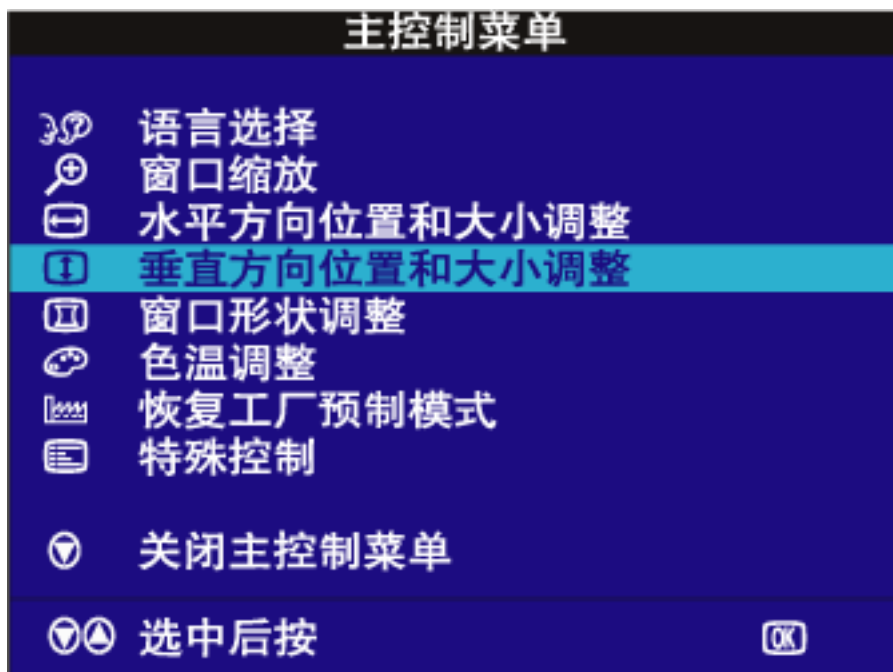 主控制菜单
语言选择
窗口缩放
水平方向位置和大小调整
垂直方向位置和大小调整
窗口形状调整
色温调整
恢复工厂预制模式
特殊控制
关闭主控制菜单
选中后按 OK